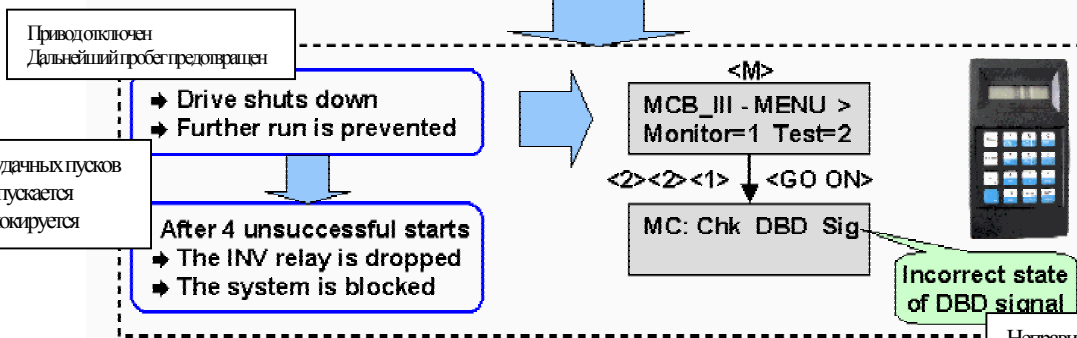 Привод отключен
Дальнейший пробег предотвращен
➔ Drive shuts down
➔ Further run is prevented
пусков
After 4 unsuccessful starts
➔ The INV relay is dropped
➔ The system is blocked
<M>
MCB_III - MENU >
Monitor=1 Test=2
<2><2><1> <GO ON>
MC: Chk DBD Sig
Incorrect state
of DBD signal